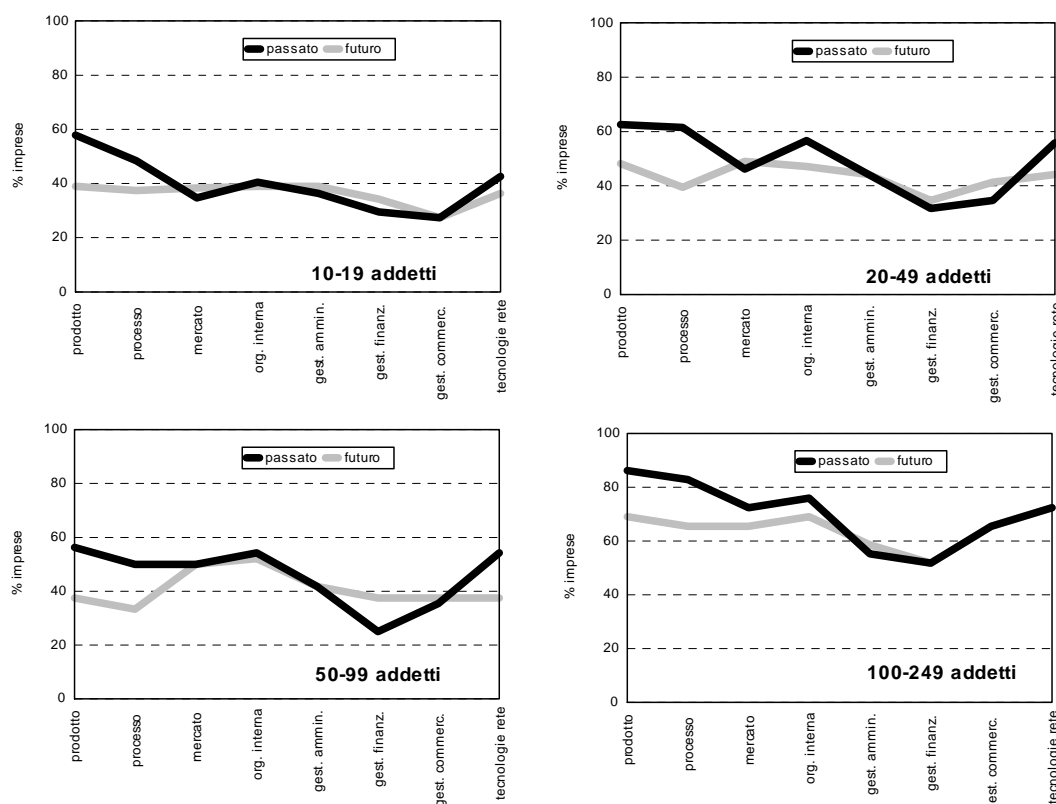 100
80
60
40
20
0
% imprese
passato futuro
10-19 addetti
prodotto
processo
mercato
org. interna
gest. ammin.
gest. finanz.
gest. commerc.
tecnologie rete
100
80
60
40
20
0
% imprese
passato futuro
20-49 addetti
prodotto
processo
mercato
org. interna
gest. ammin.
gest. finanz.
gest. commerc.
tecnologie rete
100
80
60
40
20
0
% imprese
passato futuro
50-99 addetti
prodotto
processo
mercato
org. interna
gest. ammin.
gest. finanz.
gest. commerc.
tecnologie rete
100
80
60
40
20
0
% imprese
passato futuro
100-249 addetti
prodotto
processo
mercato
org. interna
gest. ammin.
gest. finanz.
est. commerc.
tecnologie rete